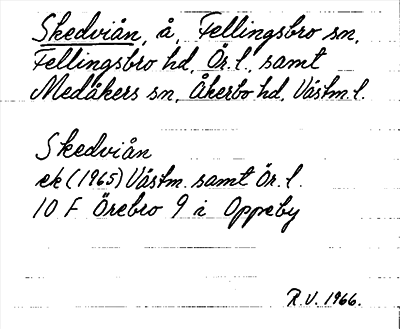 Skedviån, å, Fellingsbro sn,
Fellingsbro hd, Ör. l., samt
Medåkers sn, Åkerbo hd, Västm. l.
Skedviån
ek (1965) Västm. samt Ör. l.
10 F Örebro 9 i Oppeby
R.V. 1966.